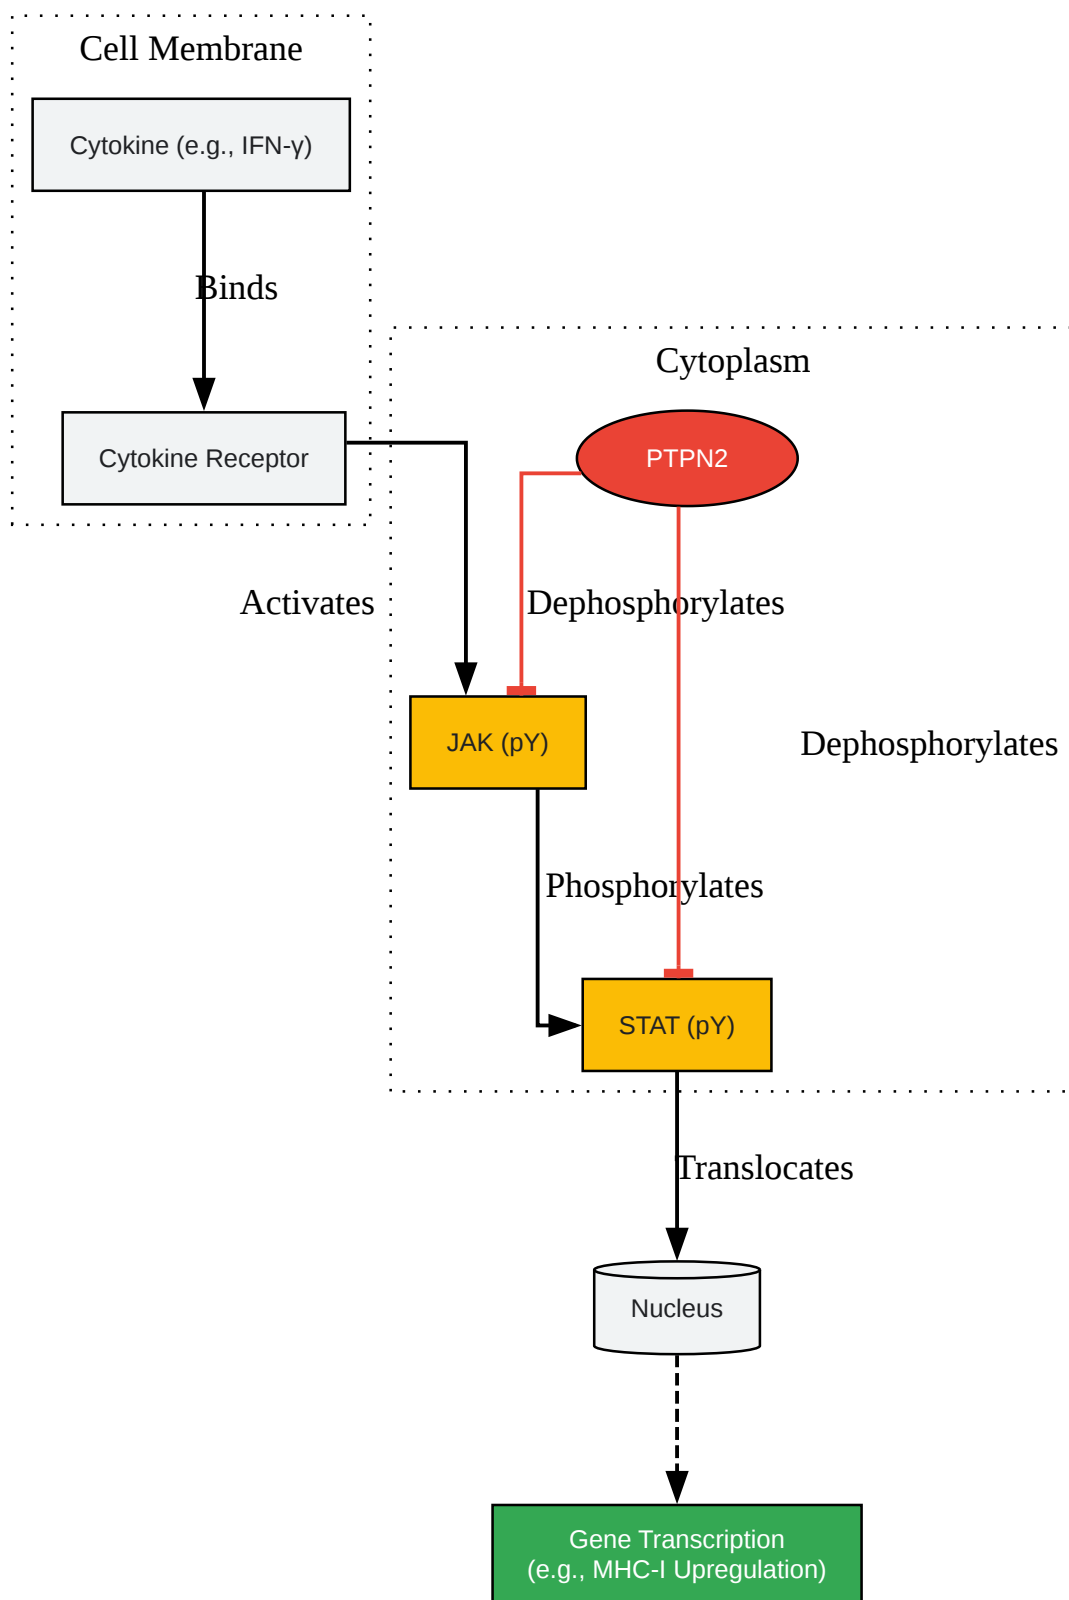 Cell Membrane
Cytokine (e.g., IFN-γ)
Binds
Cytokine Receptor
Cytoplasm
PTPN2
Activates
Dephosphorylates
JAK (pY)
Dephosphorylates
Phosphorylates
STAT (pY)
Translocates
Nucleus
Gene Transcription
(e.g., MHC-I Upregulation)